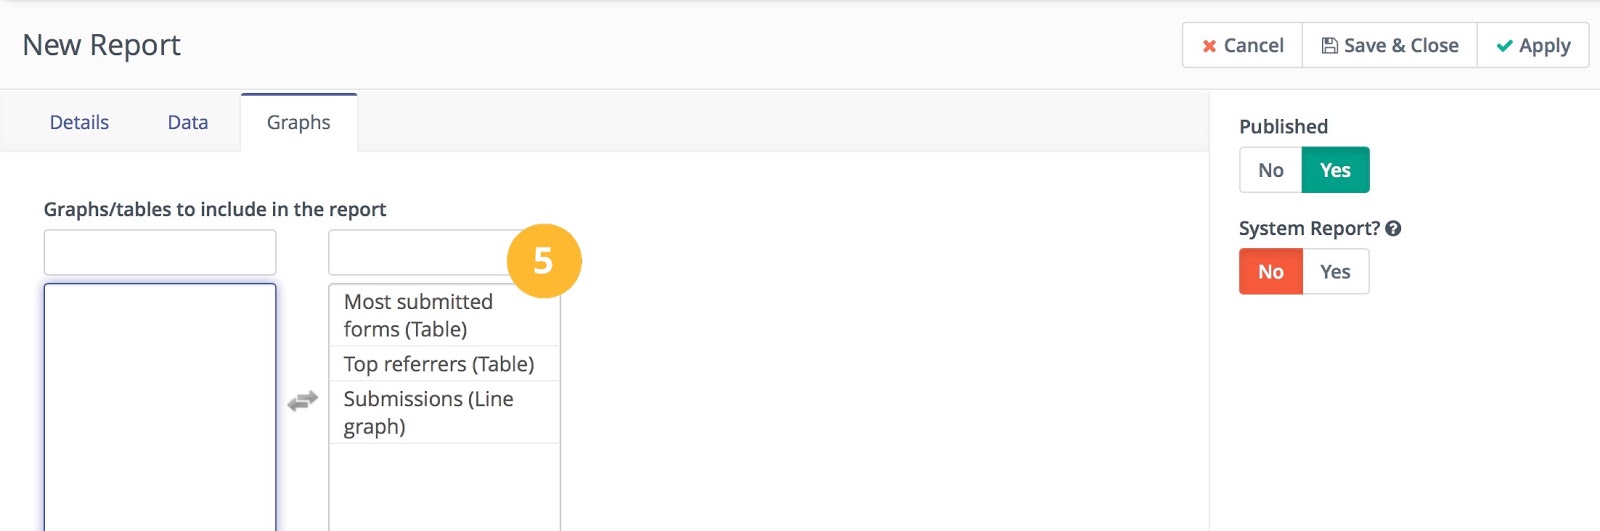 New Report
Cancel
Save & Close
Apply
Details
Data
Graphs
Published
No
Yes
Graphs/tables to include in the report
System Report?
No
Yes
5
Most submitted
forms (Table)
Top referrers (Table)
Submissions (Line
graph)